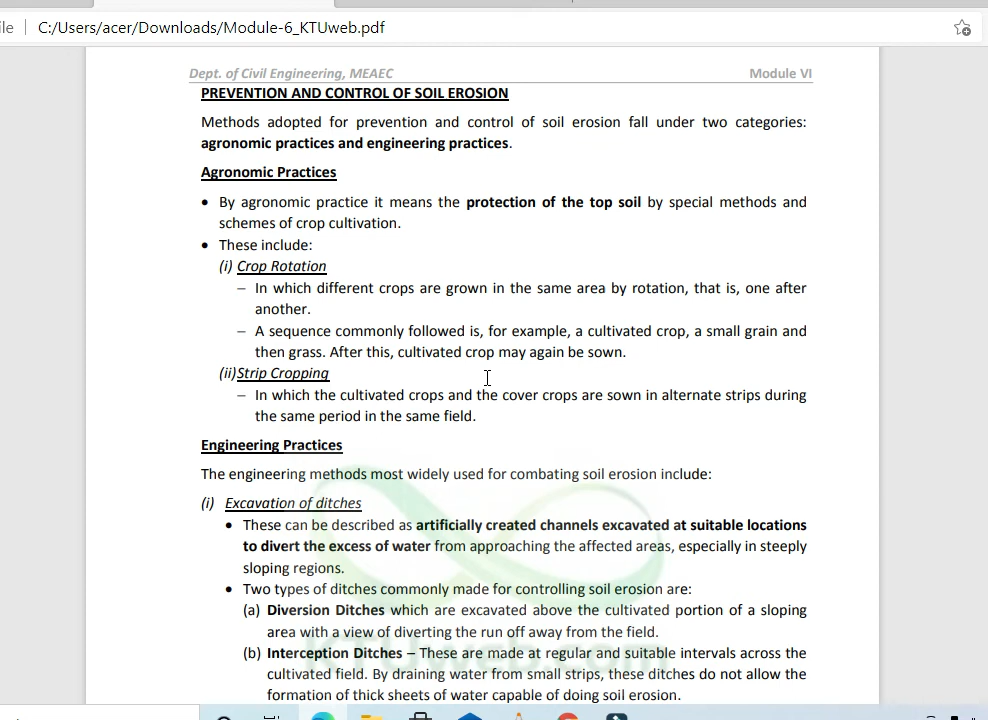 ile | C:/Users/acer/Downloads/Module-6_KTUweb.pdf
Dept. of Civil Engineering, MEAEC Module VI
PREVENTION AND CONTROL OF SOIL EROSION
Methods adopted for prevention and control of soil erosion fall under two categories:
agronomic practices and engineering practices.
Agronomic Practices
• By agronomic practice it means the protection of the top soil by special methods and
schemes of crop cultivation.
• These include:
(i) Crop Rotation
– In which different crops are grown in the same area by rotation, that is, one after
another.
– A sequence commonly followed is, for example, a cultivated crop, a small grain and
then grass. After this, cultivated crop may again be sown.
(ii)Strip Cropping
– In which the cultivated crops and the cover crops are sown in alternate strips during
the same period in the same field.
Engineering Practices
The engineering methods most widely used for combating soil erosion include:
(i) Excavation of ditches
• These can be described as artificially created channels excavated at suitable locations
to divert the excess of water from approaching the affected areas, especially in steeply
sloping regions.
• Two types of ditches commonly made for controlling soil erosion are:
(a) Diversion Ditches which are excavated above the cultivated portion of a sloping
area with a view of diverting the run off away from the field.
(b) Interception Ditches – These are made at regular and suitable intervals across the
cultivated field. By draining water from small strips, these ditches do not allow the
formation of thick sheets of water capable of doing soil erosion.
KTUweb.com